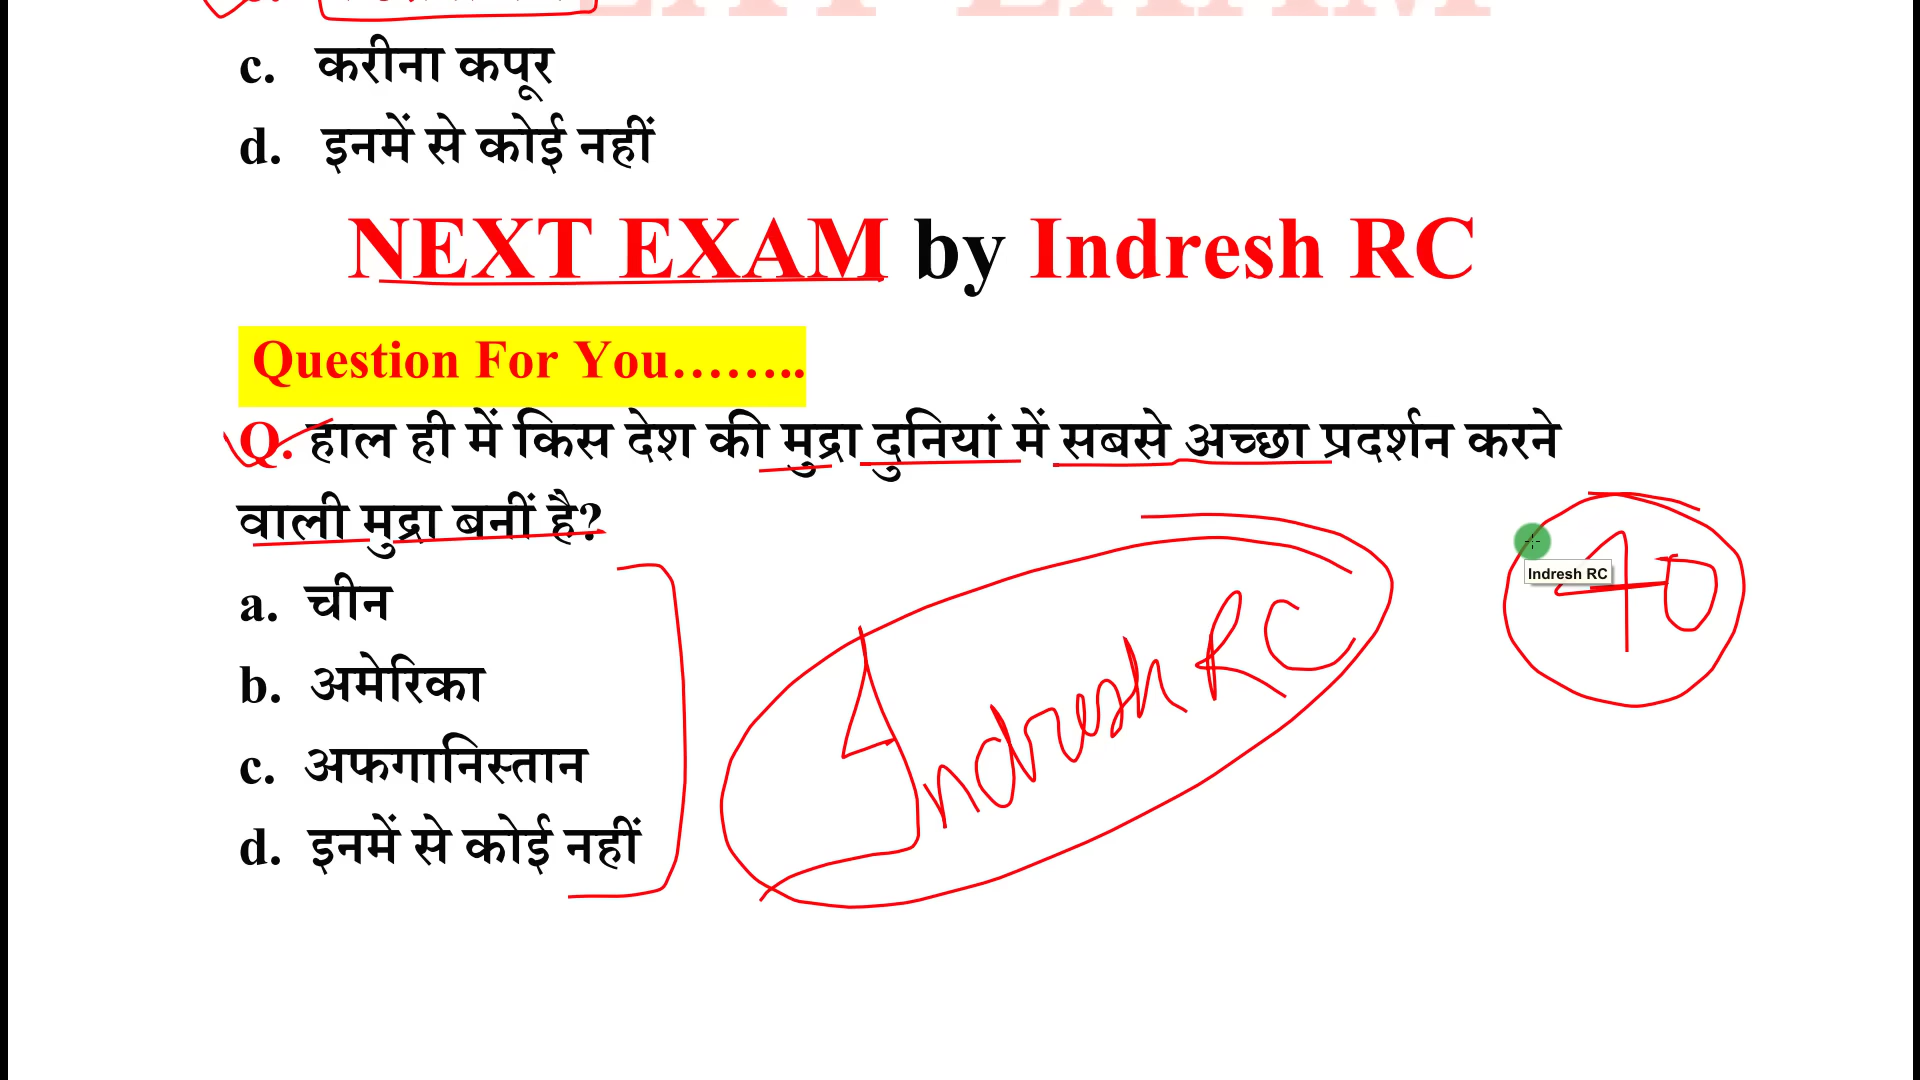 c. करीना कपूर
d. इनमें से कोई नहीं
NEXT EXAM by Indresh RC
Question For You……..
Q. हाल ही में किस देश की मुद्रा दुनियां में सबसे अच्छा प्रदर्शन करने
वाली मुद्रा बनीं है?
a. चीन
b. अमेरिका
c. अफगानिस्तान
d. इनमें से कोई नहीं
Indresh RC
40
Indresh RC